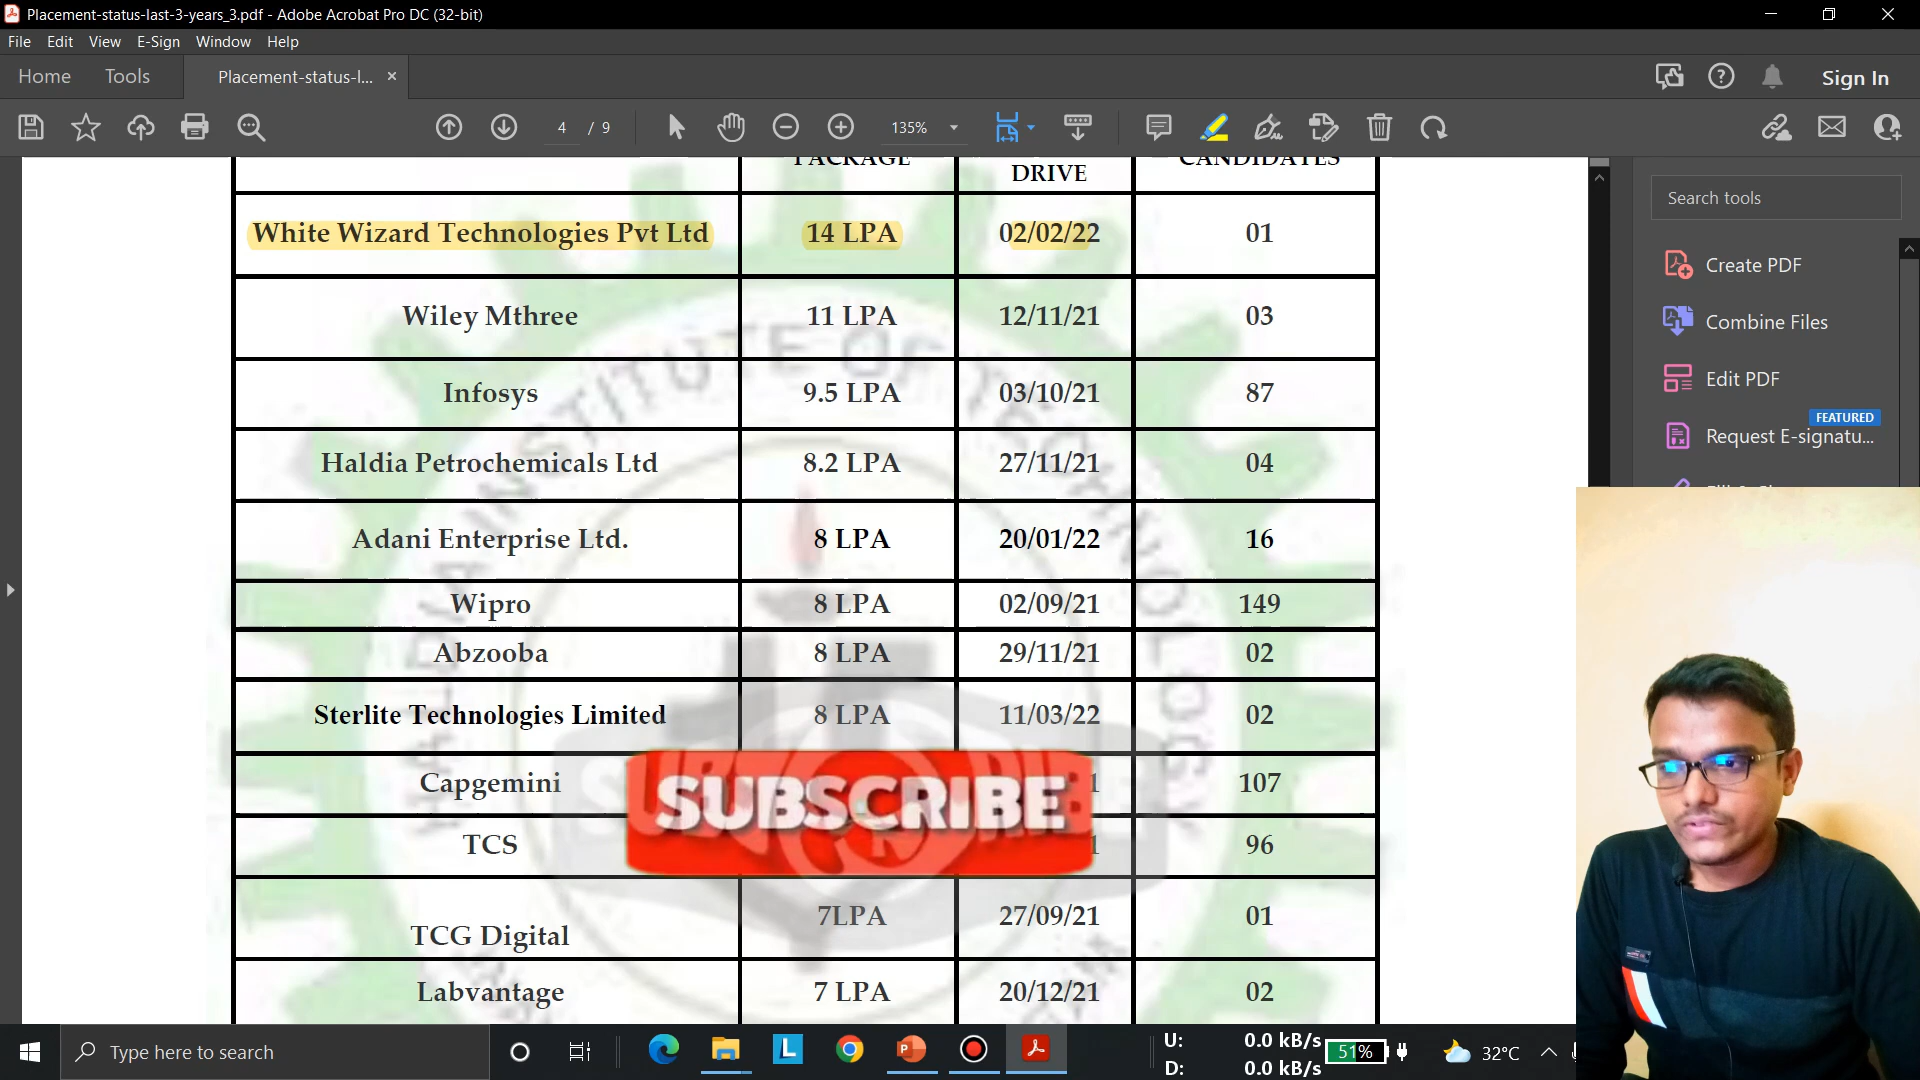 Placement-status-last-3-years_3.pdf - Adobe Acrobat Pro DC (32-bit)
File Edit View E-Sign Window Help
Home Tools Placement-status-l... × Sign In
4 / 9 135%
PACKAGE DRIVE CANDIDATES
Search tools
White Wizard Technologies Pvt Ltd 14 LPA 02/02/22 01
Create PDF
Wiley Mthree 11 LPA 12/11/21 03
Combine Files
Infosys 9.5 LPA 03/10/21 87
Edit PDF
FEATURED
Request E-signatu...
Haldia Petrochemicals Ltd 8.2 LPA 27/11/21 04
Adani Enterprise Ltd. 8 LPA 20/01/22 16
Wipro 8 LPA 02/09/21 149
Abzooba 8 LPA 29/11/21 02
Sterlite Technologies Limited 8 LPA 11/03/22 02
Capgemini 107
SUBSCRIBE
TCS 96
TCG Digital 7LPA 27/09/21 01
Labvantage 7 LPA 20/12/21 02
HALDIA INSTITUTE OF TECHNOLOGY
Type here to search
U: 0.0 kB/s
D: 0.0 kB/s
51%
32°C